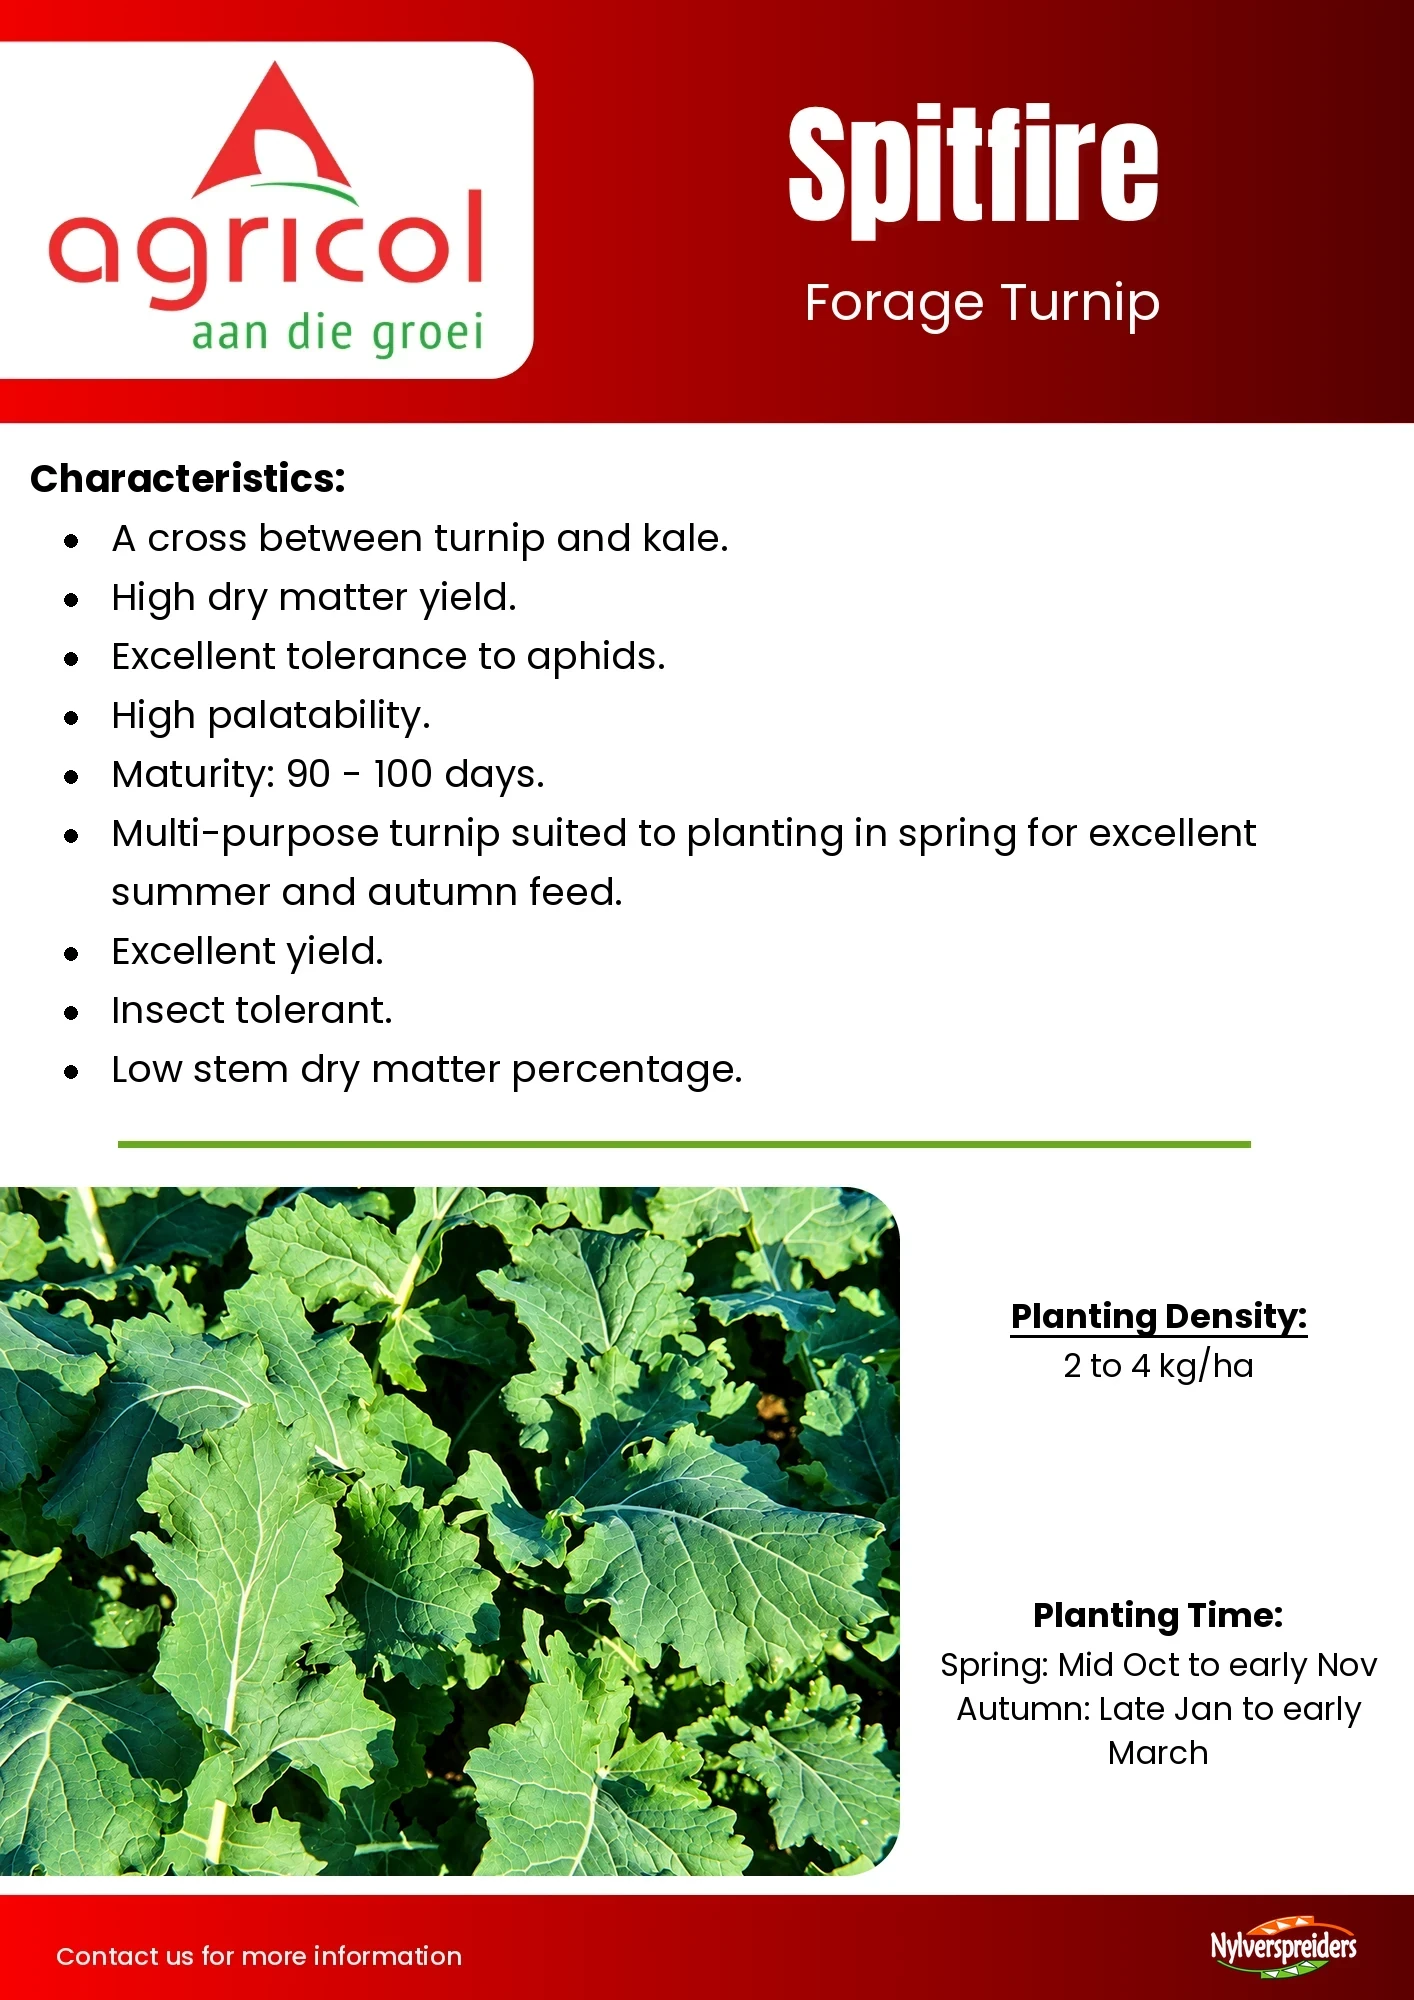 agricol
aan die groei
Spitfire
Forage Turnip
Characteristics:
• A cross between turnip and kale.
• High dry matter yield.
• Excellent tolerance to aphids.
• High palatability.
• Maturity: 90 - 100 days.
• Multi-purpose turnip suited to planting in spring for excellent
summer and autumn feed.
• Excellent yield.
• Insect tolerant.
• Low stem dry matter percentage.
Planting Density:
2 to 4 kg/ha
Planting Time:
Spring: Mid Oct to early Nov
Autumn: Late Jan to early
March
Contact us for more information
Nylverspreiders